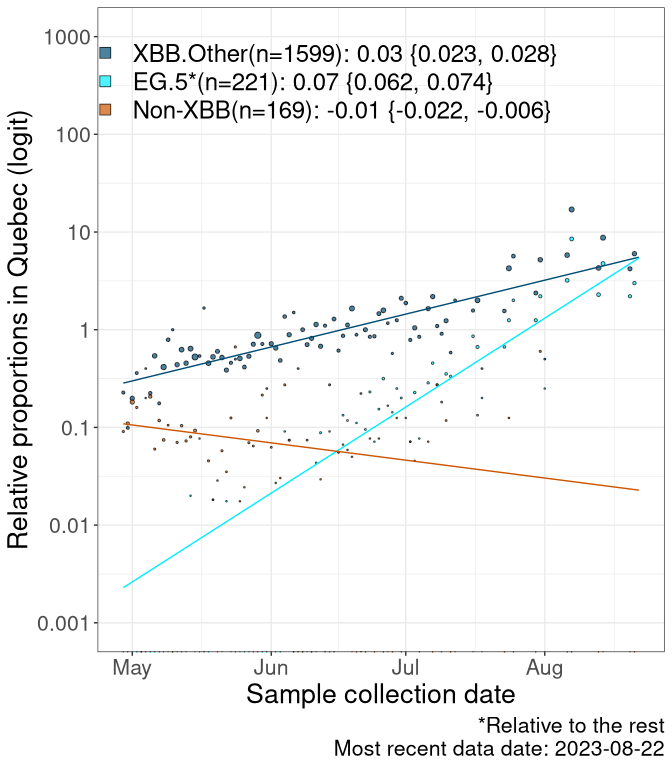 1000
100
10
1
0.1
0.01
0.001
Relative proportions in Quebec (logit)
XBB.Other(n=1599): 0.03 {0.023, 0.028}
EG.5*(n=221): 0.07 {0.062, 0.074}
Non-XBB(n=169): -0.01 {-0.022, -0.006}
May Jun Jul Aug
Sample collection date
*Relative to the rest
Most recent data date: 2023-08-22